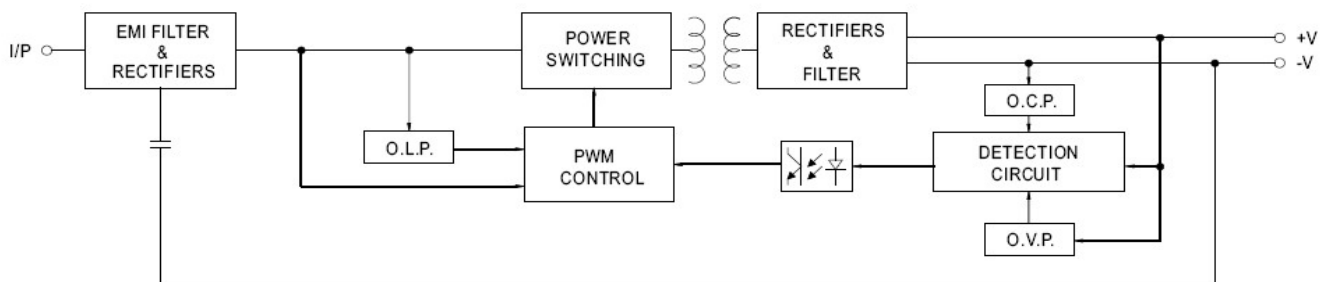 I/P
EMI FILTER
&
RECTIFIERS
POWER
SWITCHING
RECTIFIERS
&
FILTER
+V
-V
O.C.P.
O.L.P.
PWM
CONTROL
DETECTION
CIRCUIT
O.V.P.